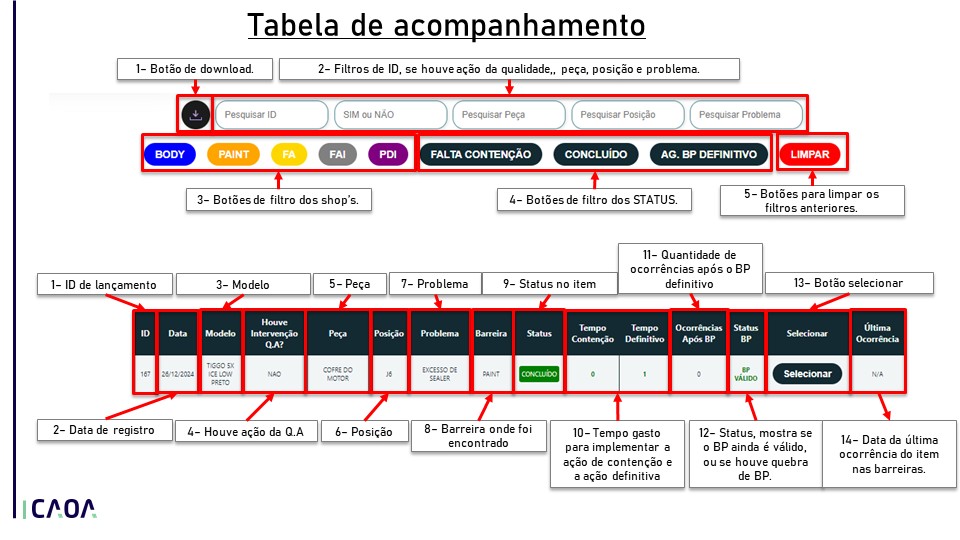 Tabela de acompanhamento
1– Botão de download.
2– Filtros de ID, se houve ação da qualidade,, peça, posição e problema.
Pesquisar ID
SIM ou NÃO
Pesquisar Peça
Pesquisar Posição
Pesquisar Problema
BODY
PAINT
FA
FAI
PDI
FALTA CONTENÇÃO
CONCLUÍDO
AG. BP DEFINITIVO
LIMPAR
3– Botões de filtro dos shop's.
4– Botões de filtro dos STATUS.
5– Botões para limpar os
filtros anteriores.
1– ID de lançamento
3– Modelo
5– Peça
7– Problema
9– Status no item
11– Quantidade de
ocorrências após o BP
definitivo
13– Botão selecionar
ID
Data
Modelo
Houve
Intervenção
Q.A?
Peça
Posição
Problema
Barreira
Status
Tempo
Contenção
Tempo
Definitivo
Ocorrências
Após BP
Status
BP
Selecionar
Última
Ocorrência
167
26/12/2024
TIGGO 5X
ICE LOW
PRETO
NAO
COFRE DO
MOTOR
J6
EXCESSO DE
SEALER
PAINT
CONCLUÍDO
0
1
0
BP
VÁLIDO
Selecionar
N/A
2– Data de registro
4– Houve ação da Q.A
6– Posição
8– Barreira onde foi
encontrado
10– Tempo gasto
para implementar a
ação de contenção e
a ação definitiva
12– Status, mostra se
o BP ainda é válido,
ou se houve quebra
de BP.
14– Data da última
ocorrência do item
nas barreiras.
CAOA